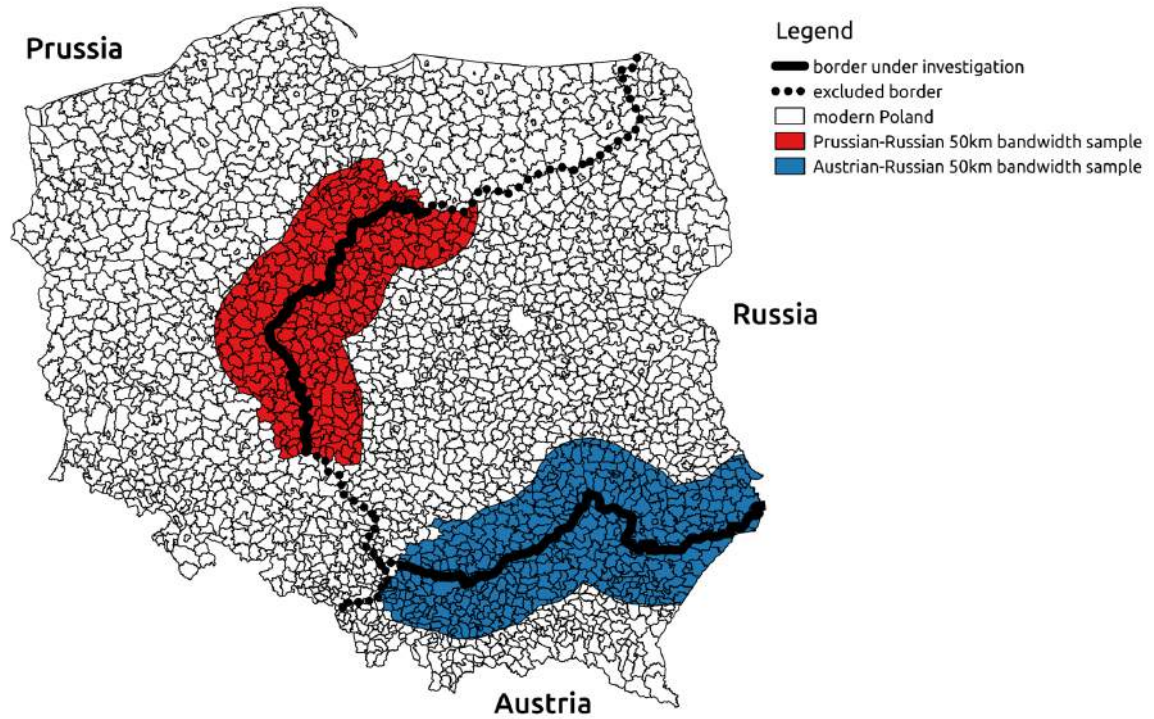 Prussia
Legend
border under investigation
excluded border
modern Poland
Prussian-Russian 50km bandwidth sample
Austrian-Russian 50km bandwidth sample
Russia
Austria